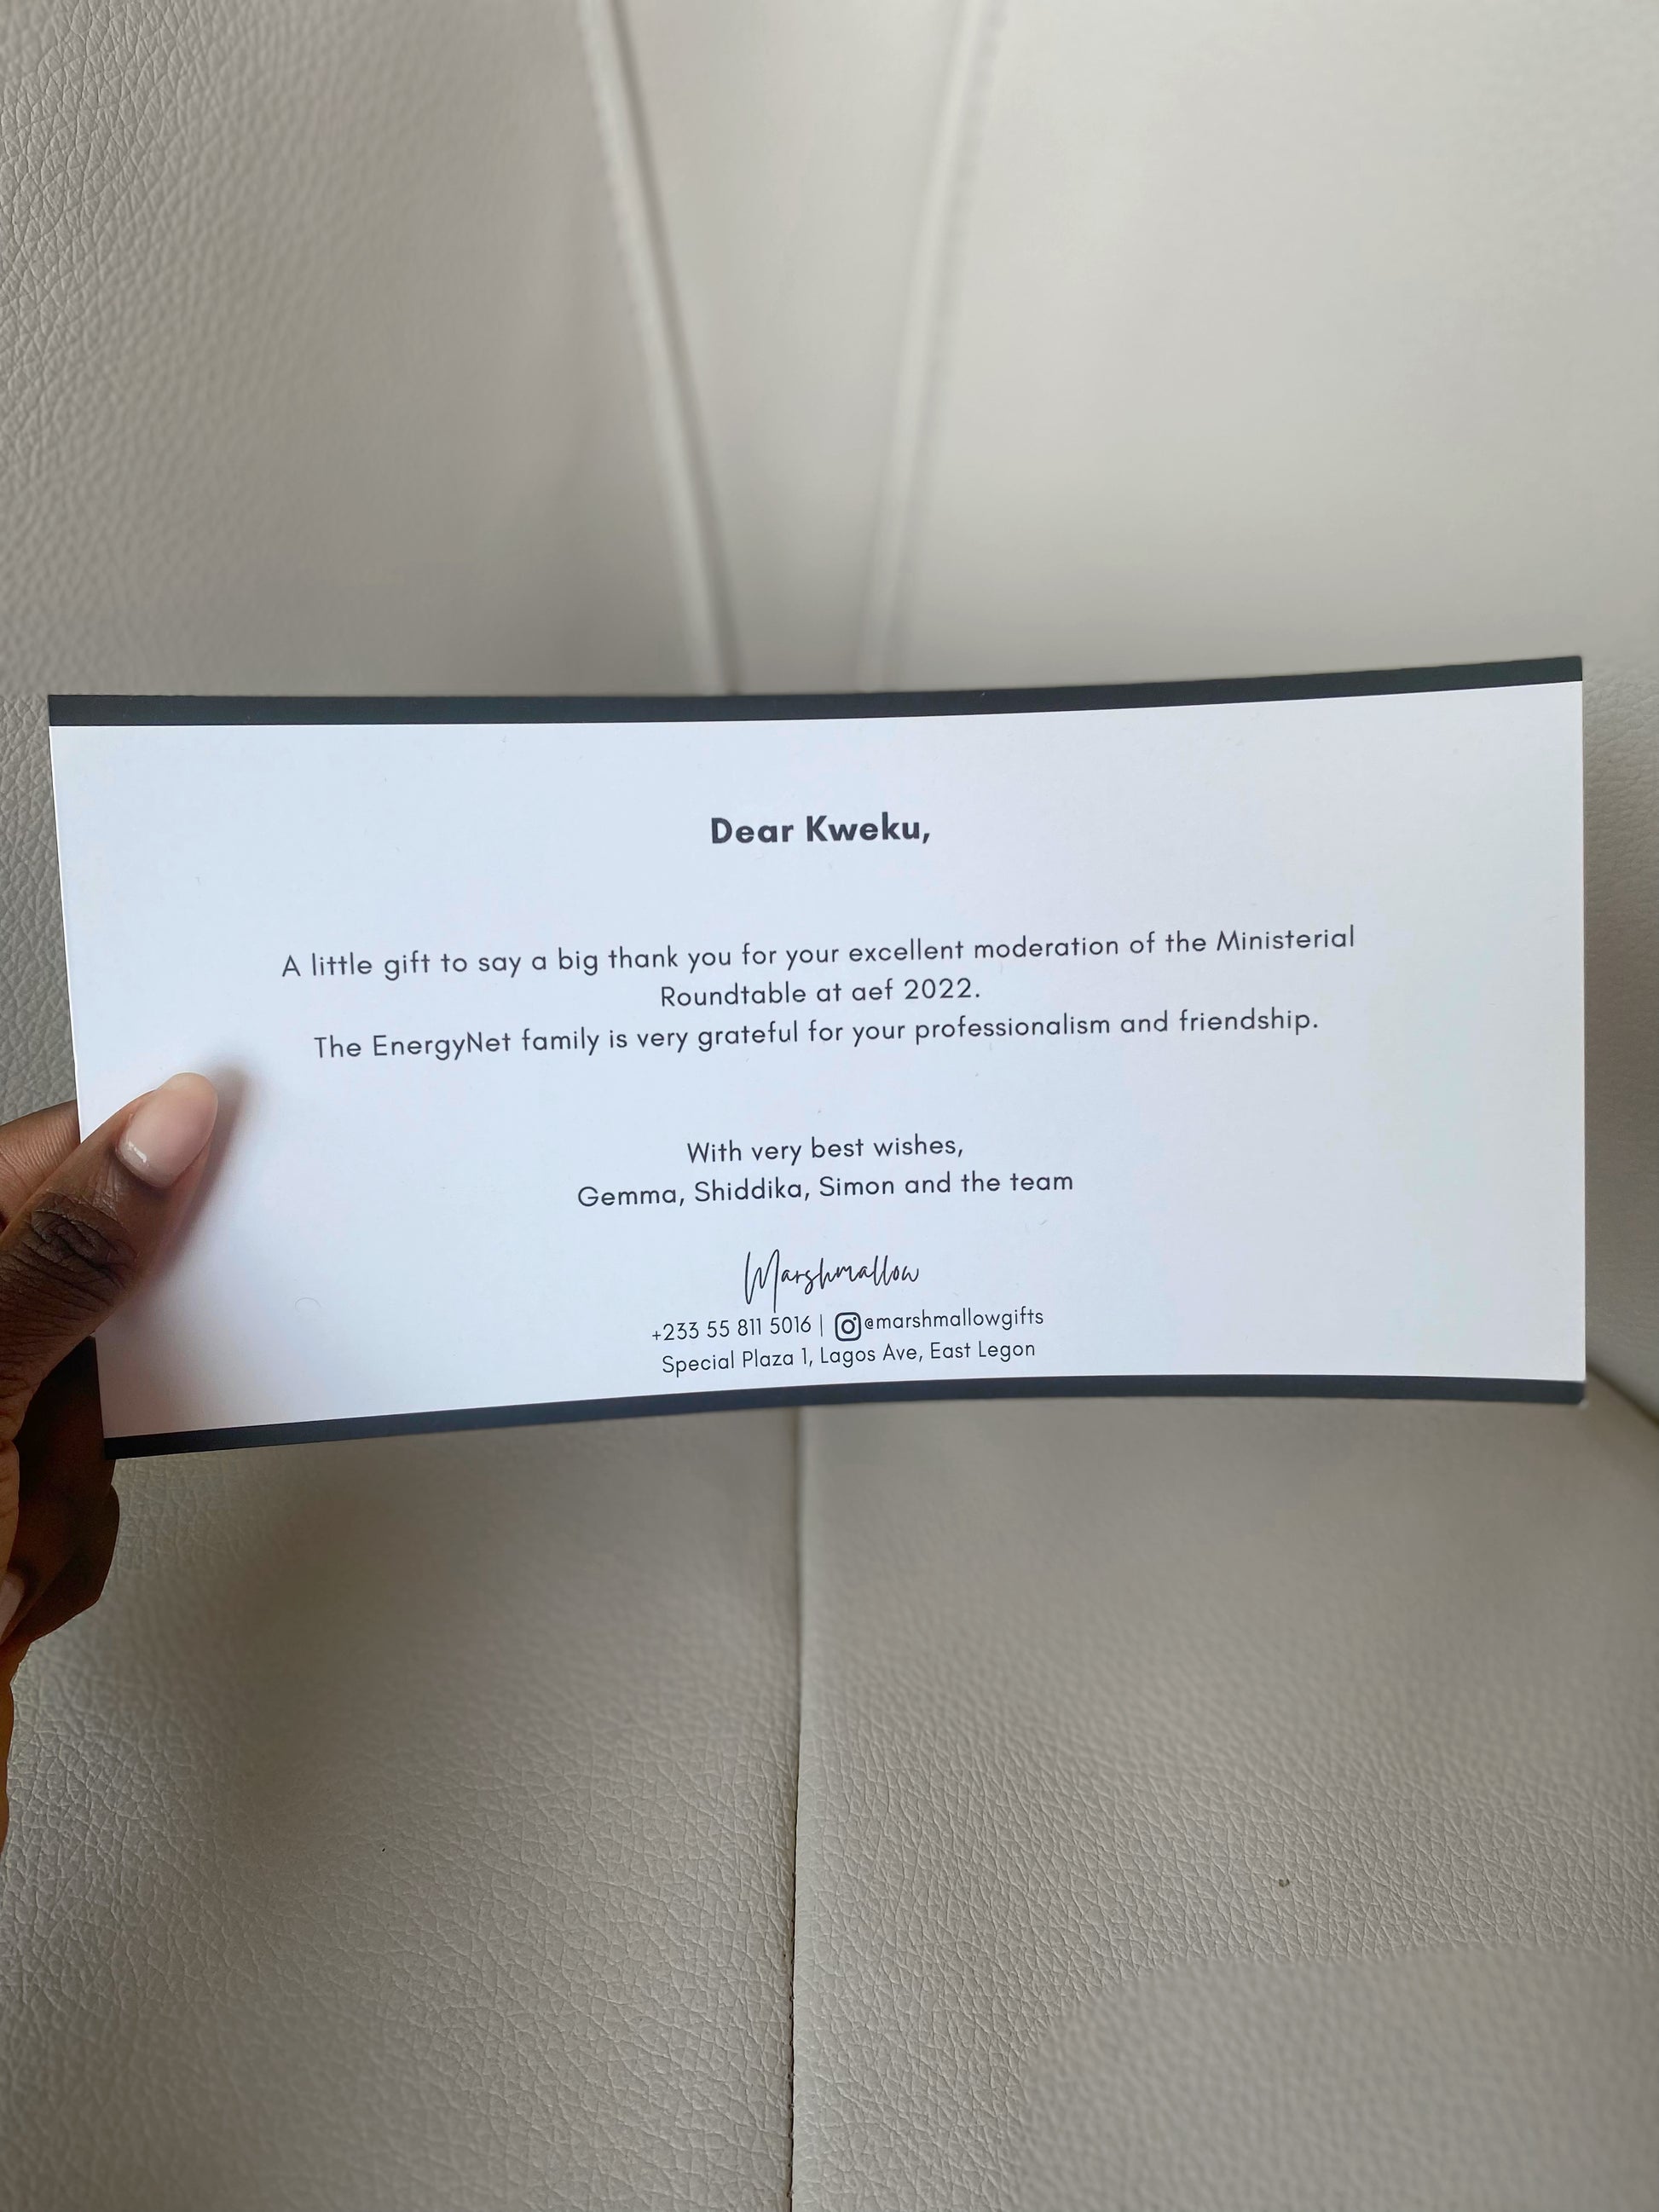 Dear Kweku,
A little gift to say a big thank you for your excellent moderation of the Ministerial
Roundtable at aef 2022.
The EnergyNet family is very grateful for your professionalism and friendship.
With very best wishes,
Gemma, Shiddika, Simon and the team
Marshmallow
+233 55 811 5016 | @marshmallowgifts
Special Plaza 1, Lagos Ave, East Legon